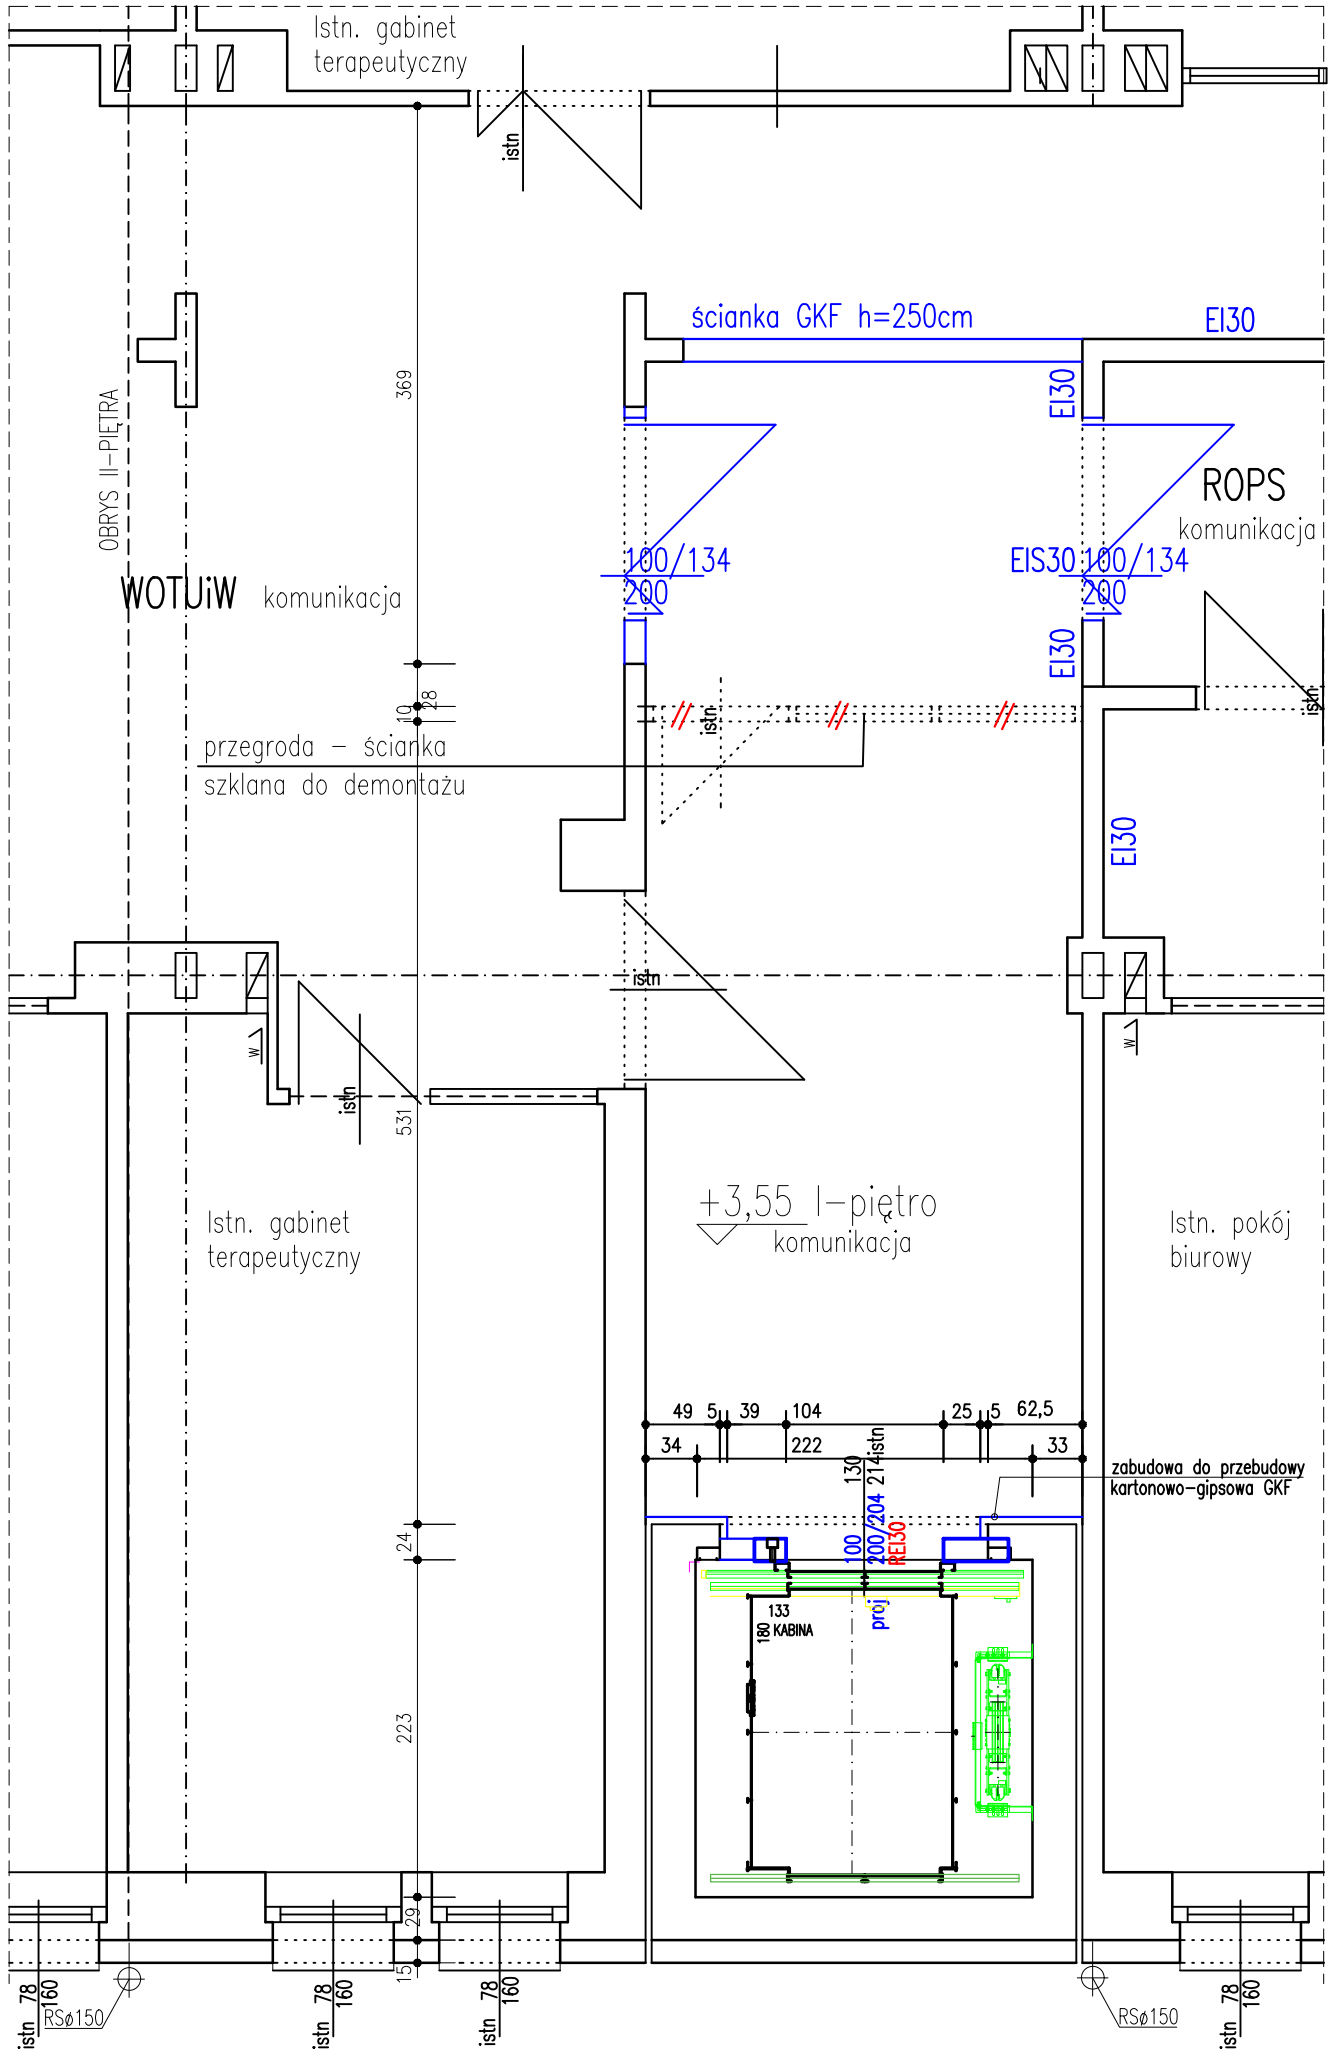 Istn. gabinet
terapeutyczny
istn
ścianka GKF h=250cm
EI30
369
EI30
OBRYS II-PIĘTRA
ROPS
komunikacja
100/134
200
EIS30 100/134
200
WOTUiW komunikacja
EI30
28
10
istn
istn
przegroda - ścianka
szklana do demontażu
EI30
istn
W
W
istn
531
+3,55 I-piętro
komunikacja
Istn. gabinet
terapeutyczny
Istn. pokój
biurowy
49 5 39 104 25 5 62,5
34 222 33
130
214istn
zabudowa do przebudowy
kartonowo-gipsowa GKF
100
200/204
REI30
24
proj
133
180 KABINA
223
29
15
istn 78
160
istn 78
160
istn 78
160
istn 78
160
RSø150
RSø150